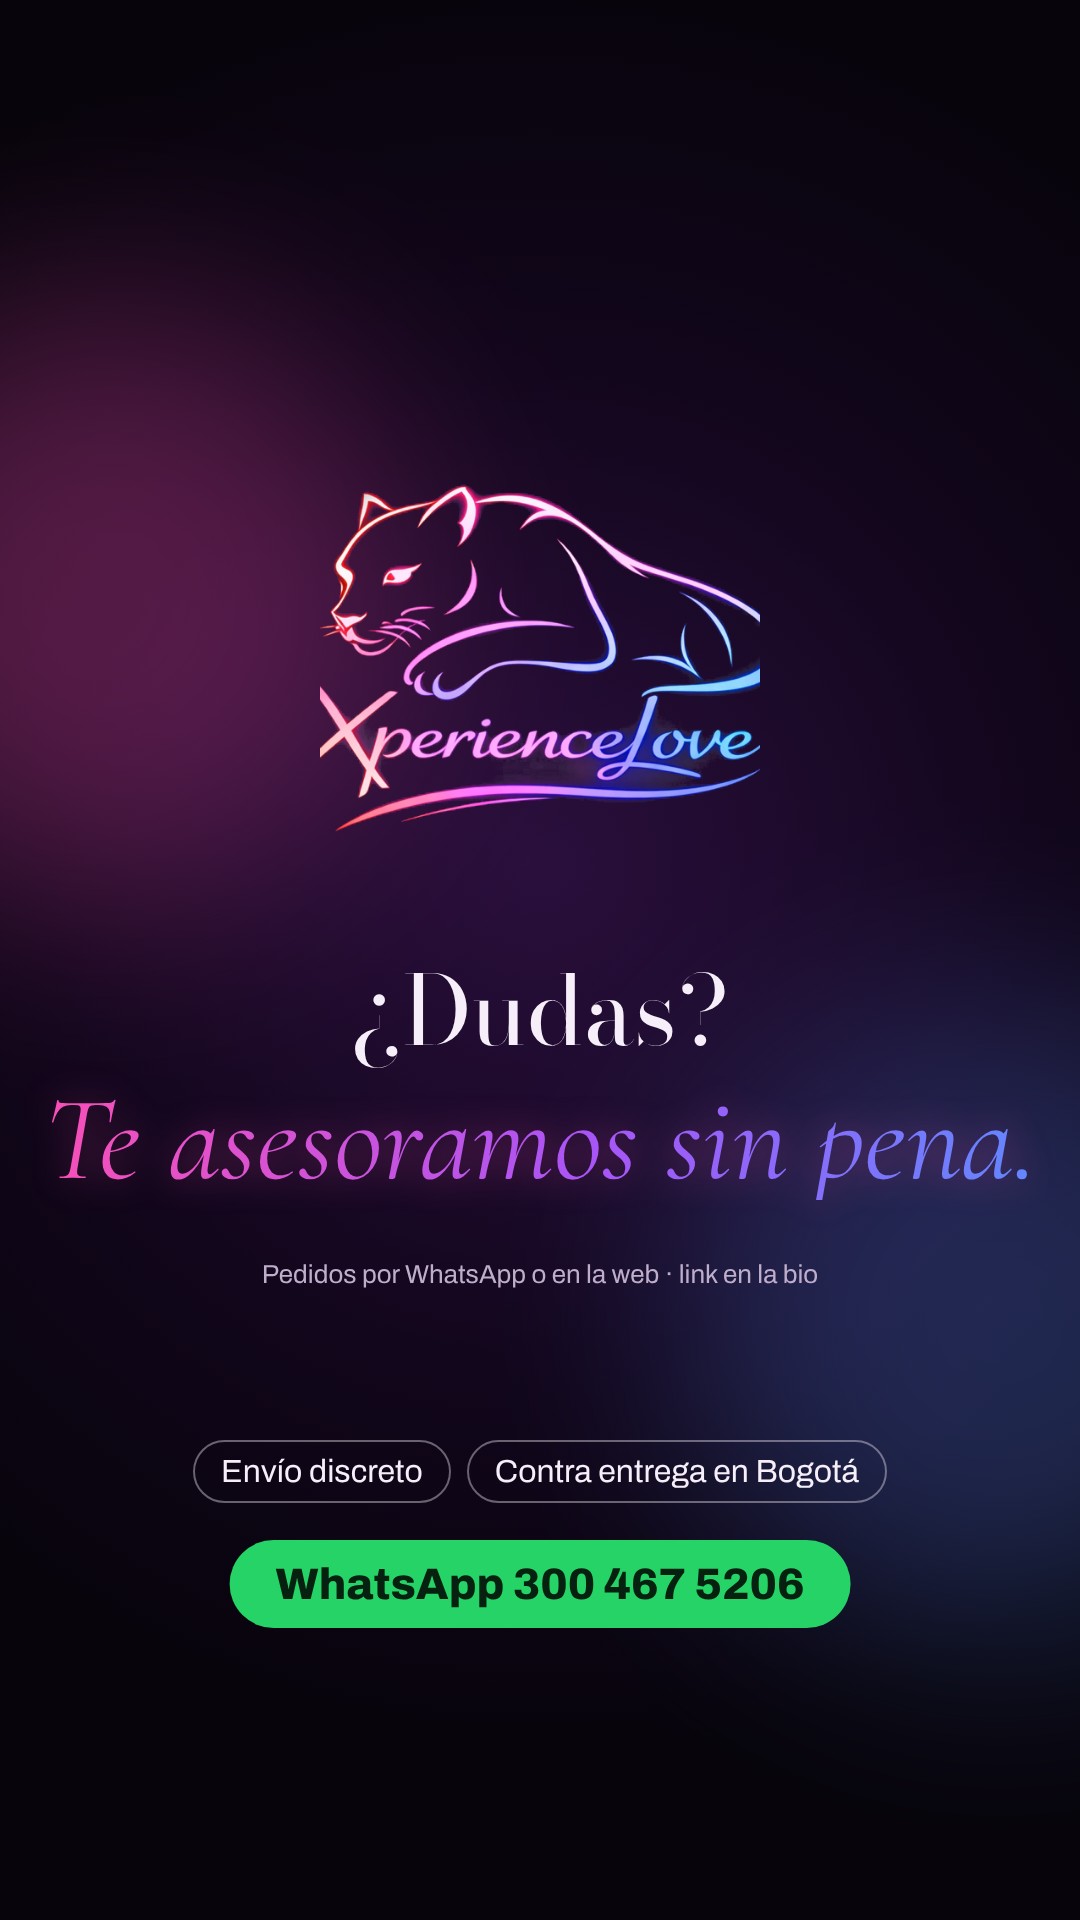 XperienceLove
¿Dudas?
Te asesoramos sin pena.
Pedidos por WhatsApp o en la web · link en la bio
Envío discreto
Contra entrega en Bogotá
WhatsApp 300 467 5206